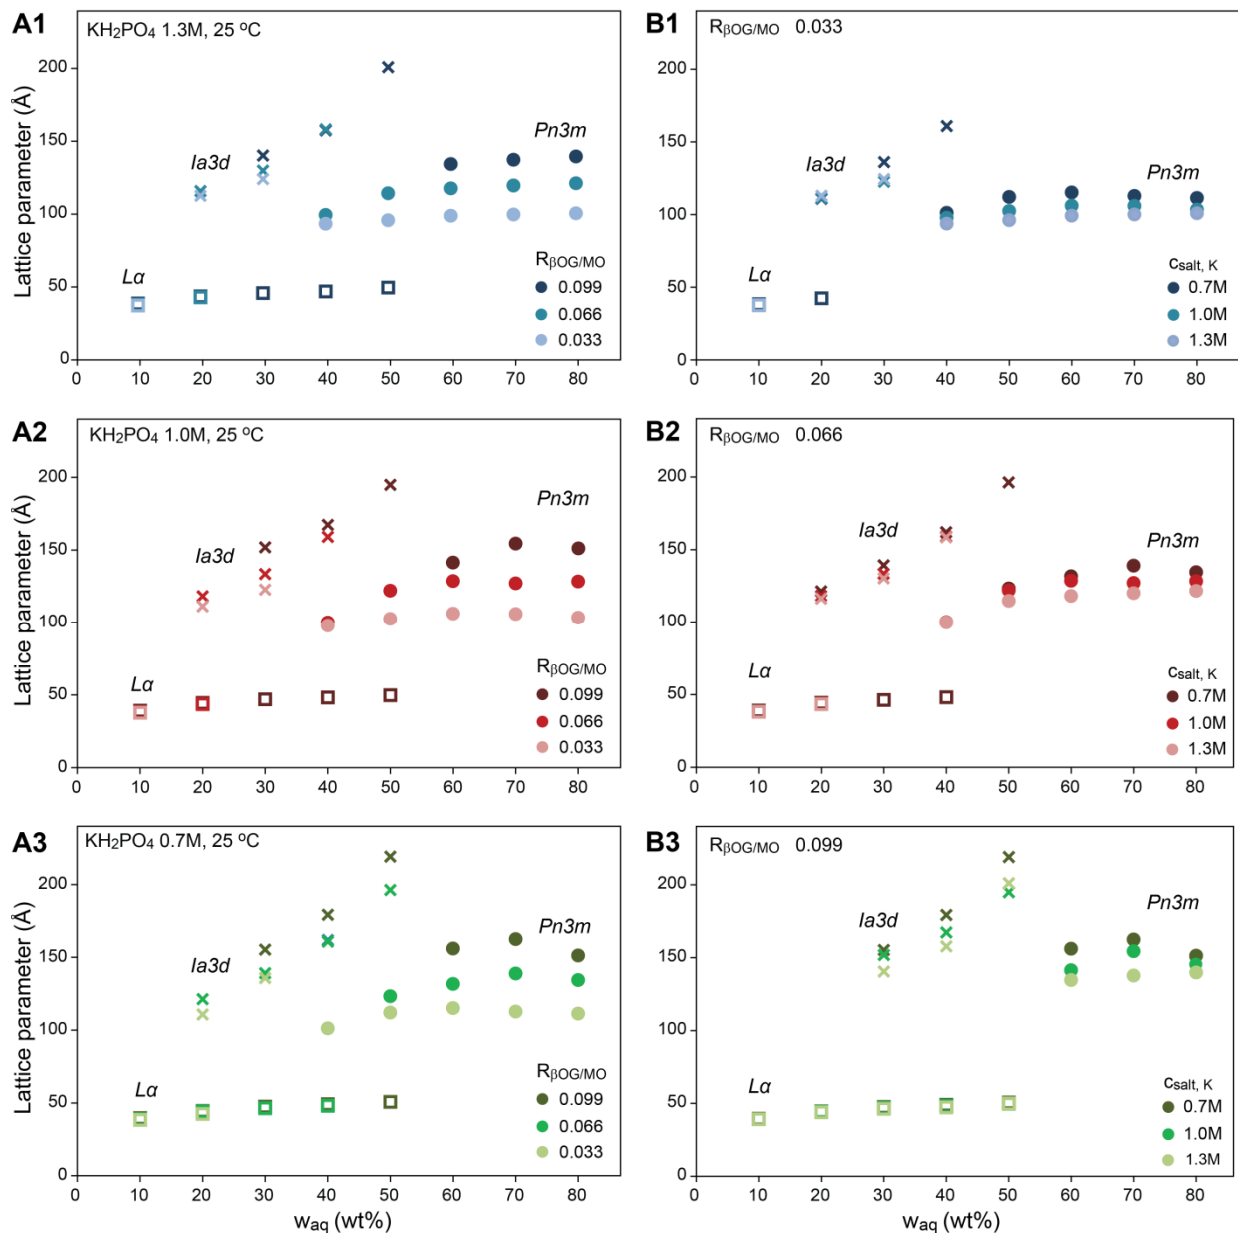 A1
KH₂PO₄ 1.3M, 25 °C
Lattice parameter (Å)
200
150
100
50
0
Ia3d
Pn3m
Lα
RβOG/MO
0.099
0.066
0.033
0 10 20 30 40 50 60 70 80
B1
RβOG/MO 0.033
200
150
100
50
0
Ia3d
Pn3m
Lα
csalt, K
0.7M
1.0M
1.3M
0 10 20 30 40 50 60 70 80
A2
KH₂PO₄ 1.0M, 25 °C
Lattice parameter (Å)
200
150
100
50
0
Pn3m
Ia3d
Lα
RβOG/MO
0.099
0.066
0.033
0 10 20 30 40 50 60 70 80
B2
RβOG/MO 0.066
200
150
100
50
0
Ia3d
Pn3m
Lα
csalt, K
0.7M
1.0M
1.3M
0 10 20 30 40 50 60 70 80
A3
KH₂PO₄ 0.7M, 25 °C
Lattice parameter (Å)
200
150
100
50
0
Pn3m
Ia3d
Lα
RβOG/MO
0.099
0.066
0.033
0 10 20 30 40 50 60 70 80
waq (wt%)
B3
RβOG/MO 0.099
200
150
100
50
0
Ia3d
Pn3m
Lα
csalt, K
0.7M
1.0M
1.3M
0 10 20 30 40 50 60 70 80
waq (wt%)